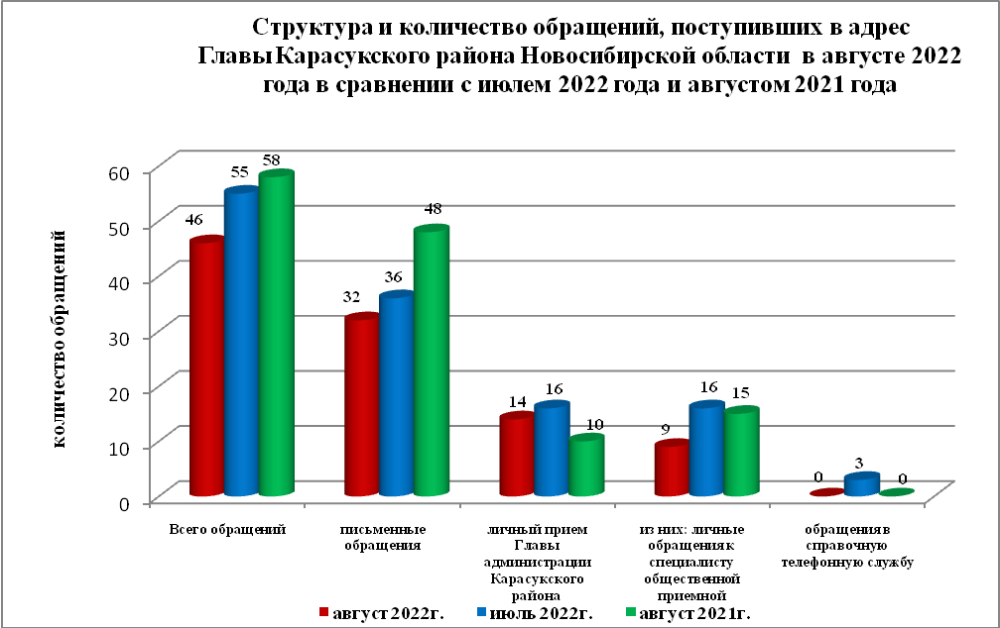 Структура и количество обращений, поступивших в адрес
Главы Карасукского района Новосибирской области в августе 2022
года в сравнении с июлем 2022 года и августом 2021 года
количество обращений
60
50
40
30
20
10
0
46
55
58
32
36
48
14
16
10
9
16
15
0
3
0
Всего обращений
письменные
обращения
личный прием
Главы
администрации
Карасукского
района
из них: личные
обращения к
специалисту
общественной
приемной
обращения в
справочную
телефонную службу
август 2022г.
июль 2022г.
август 2021г.